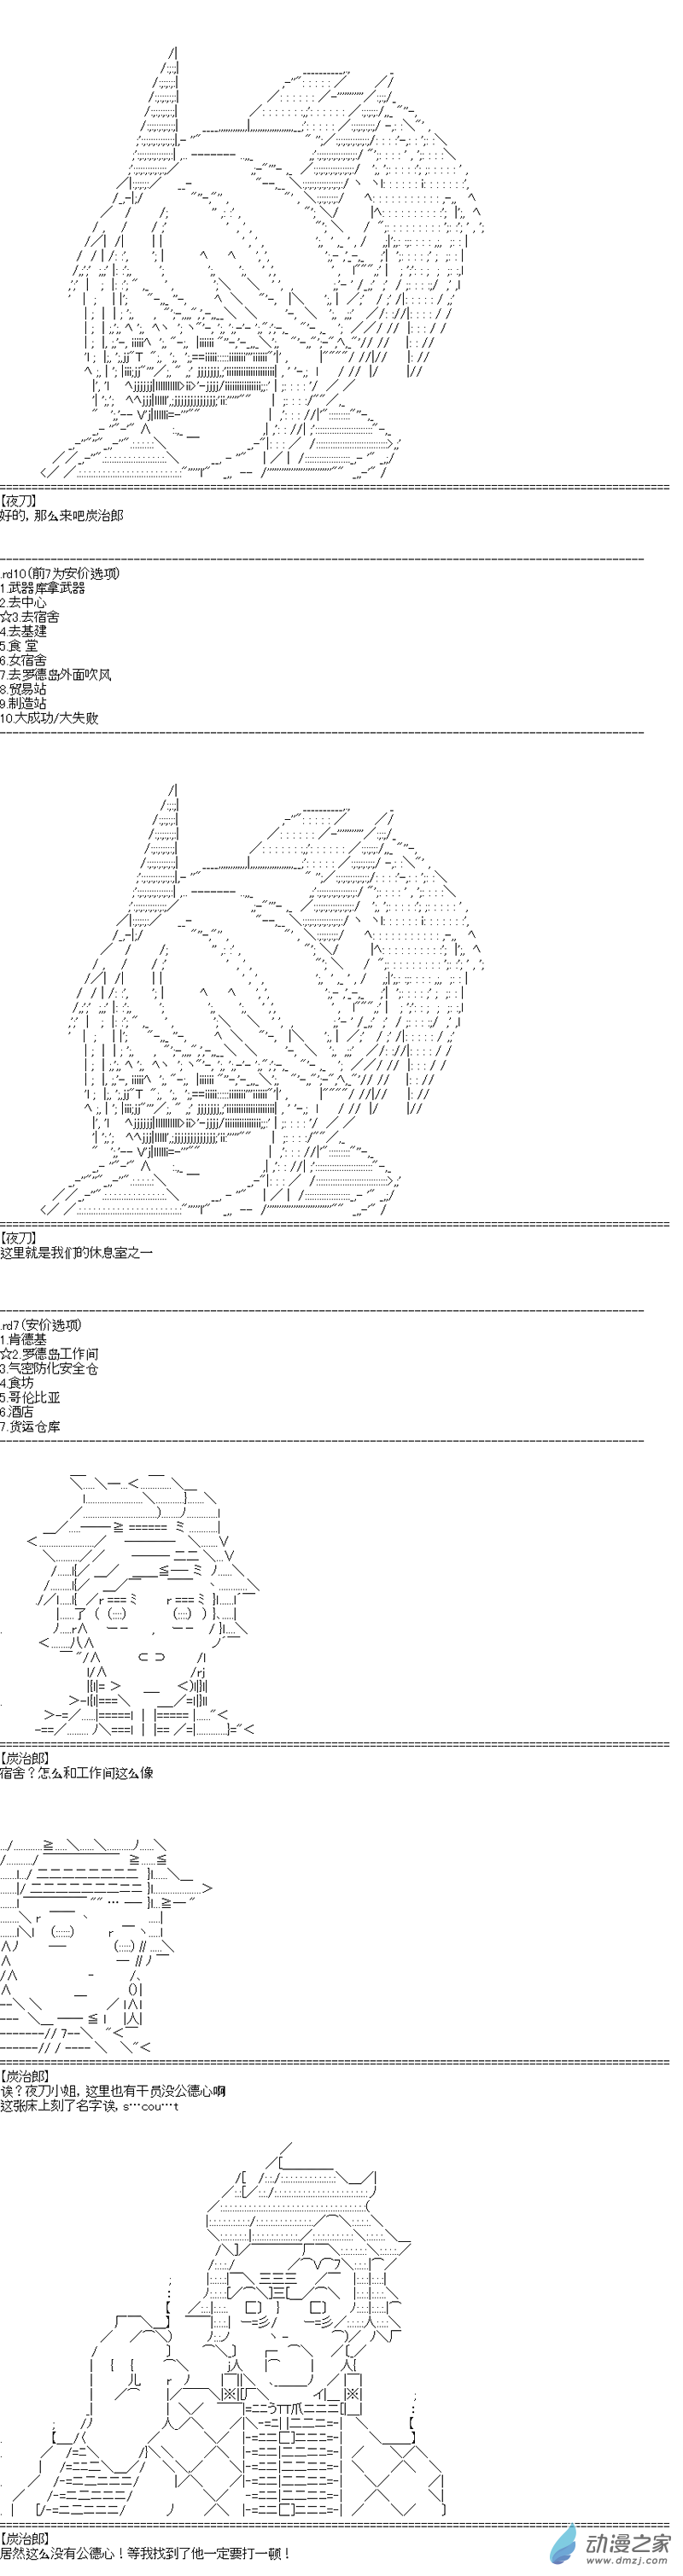 【夜刀】
好的，那么来吧炭治郎
.rd10(前7为安价选项)
1.武器库拿武器
2.去中心
☆3.去宿舍
4.去基建
5.食 堂
6.女宿舍
7.去罗德岛外面吹风
8.贸易站
9.制造站
10.大成功/大失败
【夜刀】
这里就是我们的休息室之一
.rd7(安价选项)
1.肯德基
☆2.罗德岛工作间
3.气密防化安全仓
4.食坊
5.哥伦比亚
6.酒店
7.货运仓库
【炭治郎】
宿舍？怎么和工作间这么像
【炭治郎】
诶？夜刀小姐，这里也有干员没公德心啊
这张床上刻了名字诶，s…cou…t
【炭治郎】
居然这么没有公德心！等我找到了他一定要打一顿！
动漫之家
www.dmzj.com